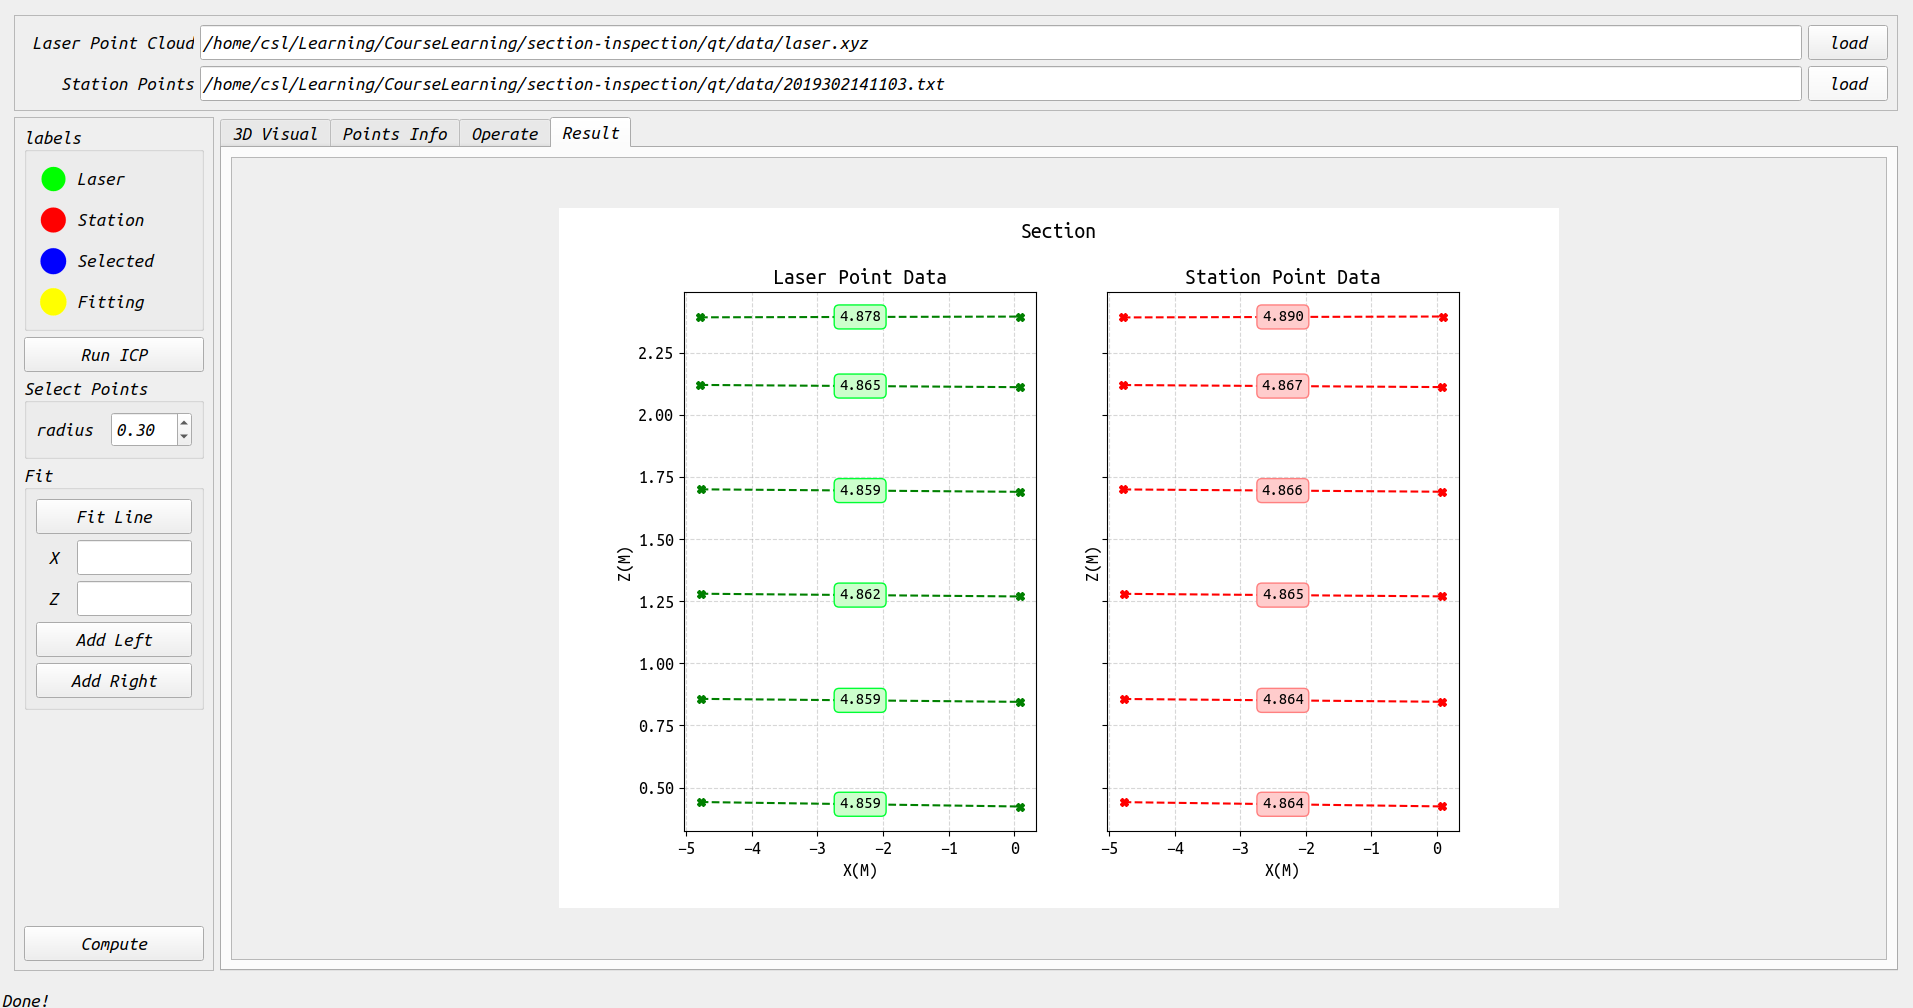 Laser Point Cloud /home/csl/Learning/CourseLearning/section-inspection/qt/data/laser.xyz load
Station Points /home/csl/Learning/CourseLearning/section-inspection/qt/data/2019302141103.txt load
labels
Laser
Station
Selected
Fitting
Run ICP
Select Points
radius 0.30
Fit
Fit Line
X
Z
Add Left
Add Right
Compute
3D Visual Points Info Operate Result
Section
Laser Point Data
4.878
4.865
4.859
4.862
4.859
4.859
2.25
2.00
1.75
1.50
1.25
1.00
0.75
0.50
Z(M)
−5 −4 −3 −2 −1 0
X(M)
Station Point Data
4.890
4.867
4.866
4.865
4.864
4.864
Z(M)
−5 −4 −3 −2 −1 0
X(M)
Done!